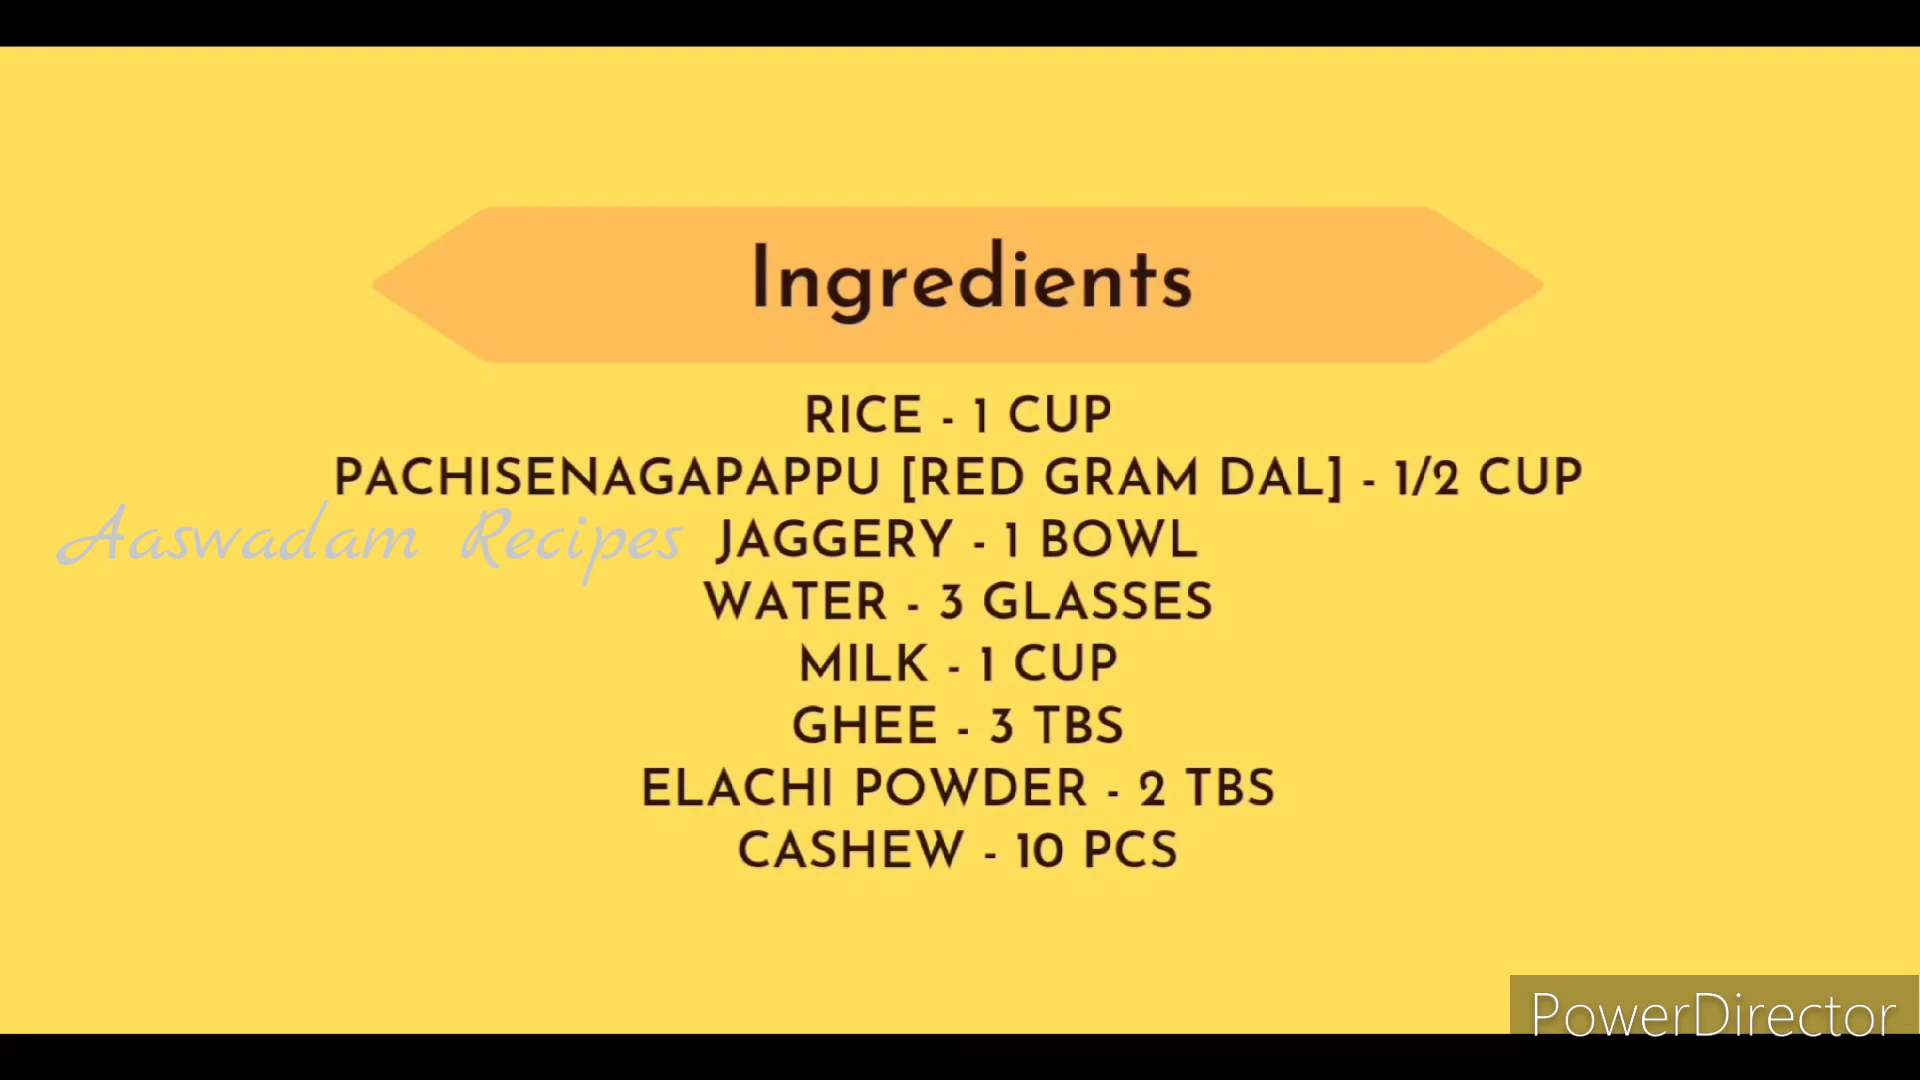 Ingredients
RICE - 1 CUP
PACHISENAGAPAPPU [RED GRAM DAL] - 1/2 CUP
Aaswadam Recipes
JAGGERY - 1 BOWL
WATER - 3 GLASSES
MILK - 1 CUP
GHEE - 3 TBS
ELACHI POWDER - 2 TBS
CASHEW - 10 PCS
PowerDirector